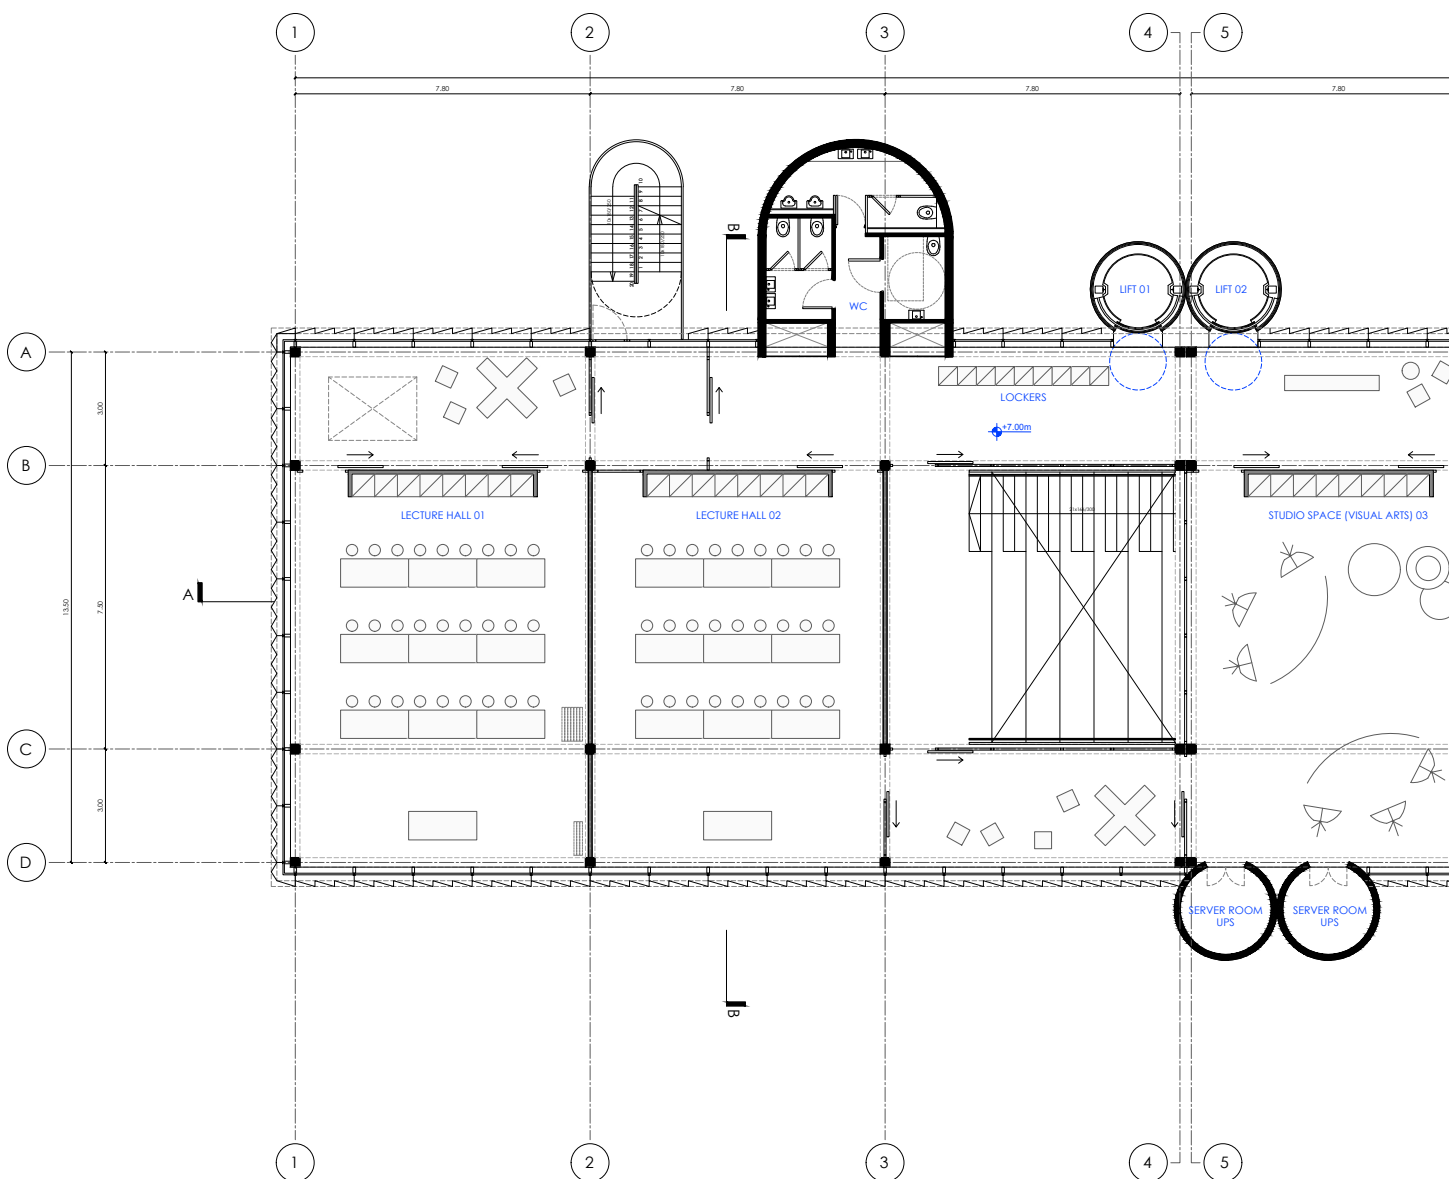 1
2
3
4
5
7.80
7.80
7.80
7.80
B
WC
LIFT 01
LIFT 02
A
LOCKERS
+7.00m
3.00
B
LECTURE HALL 01
LECTURE HALL 02
STUDIO SPACE (VISUAL ARTS) 03
A
13.50
7.50
C
3.00
D
SERVER ROOM
UPS
SERVER ROOM
UPS
B
1
2
3
4
5